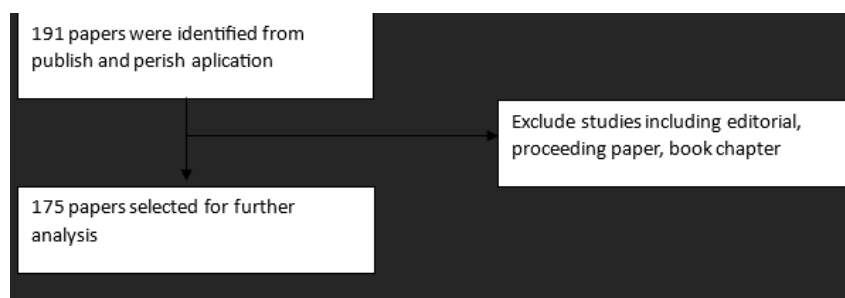 191 papers were identified from
publish and perish aplication
Exclude studies including editorial,
proceeding paper, book chapter
175 papers selected for further
analysis